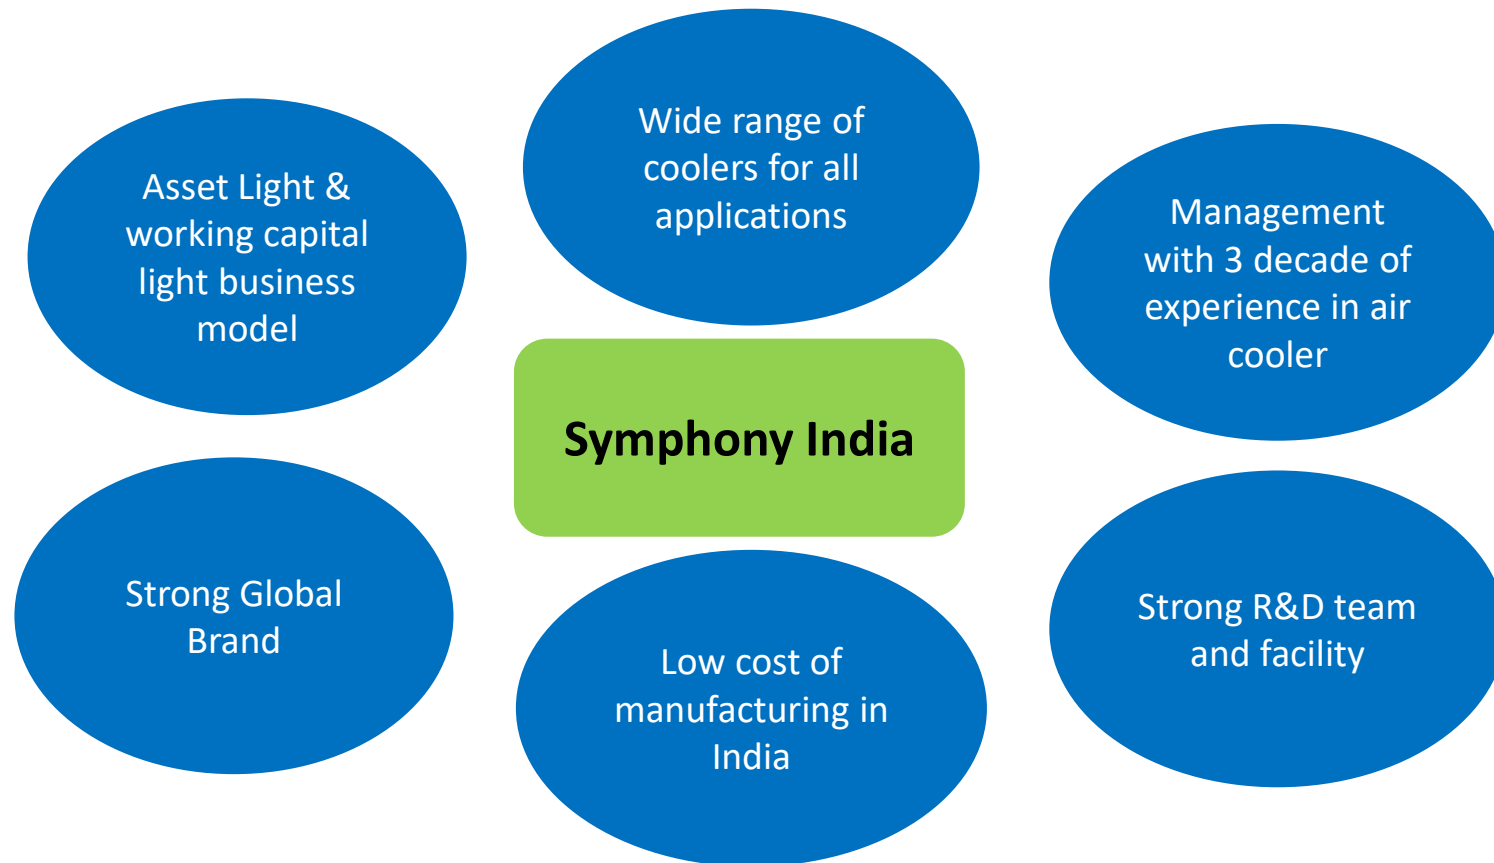 Wide range of
coolers for all
applications
Asset Light &
working capital
light business
model
Management
with 3 decade of
experience in air
cooler
Symphony India
Strong Global
Brand
Low cost of
manufacturing in
India
Strong R&D team
and facility